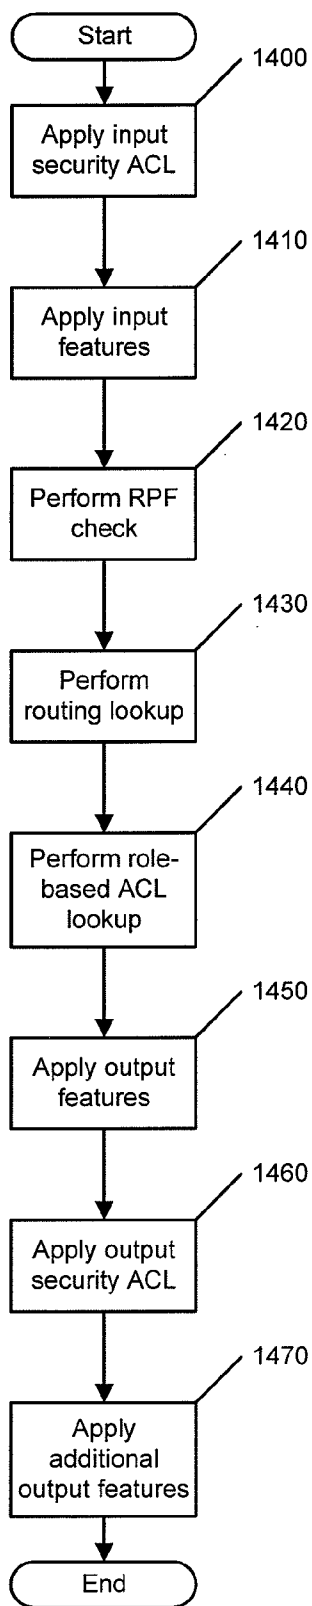 Start
1400
Apply input
security ACL
1410
Apply input
features
1420
Perform RPF
check
1430
Perform
routing lookup
1440
Perform role-
based ACL
lookup
1450
Apply output
features
1460
Apply output
security ACL
1470
Apply
additional
output features
End